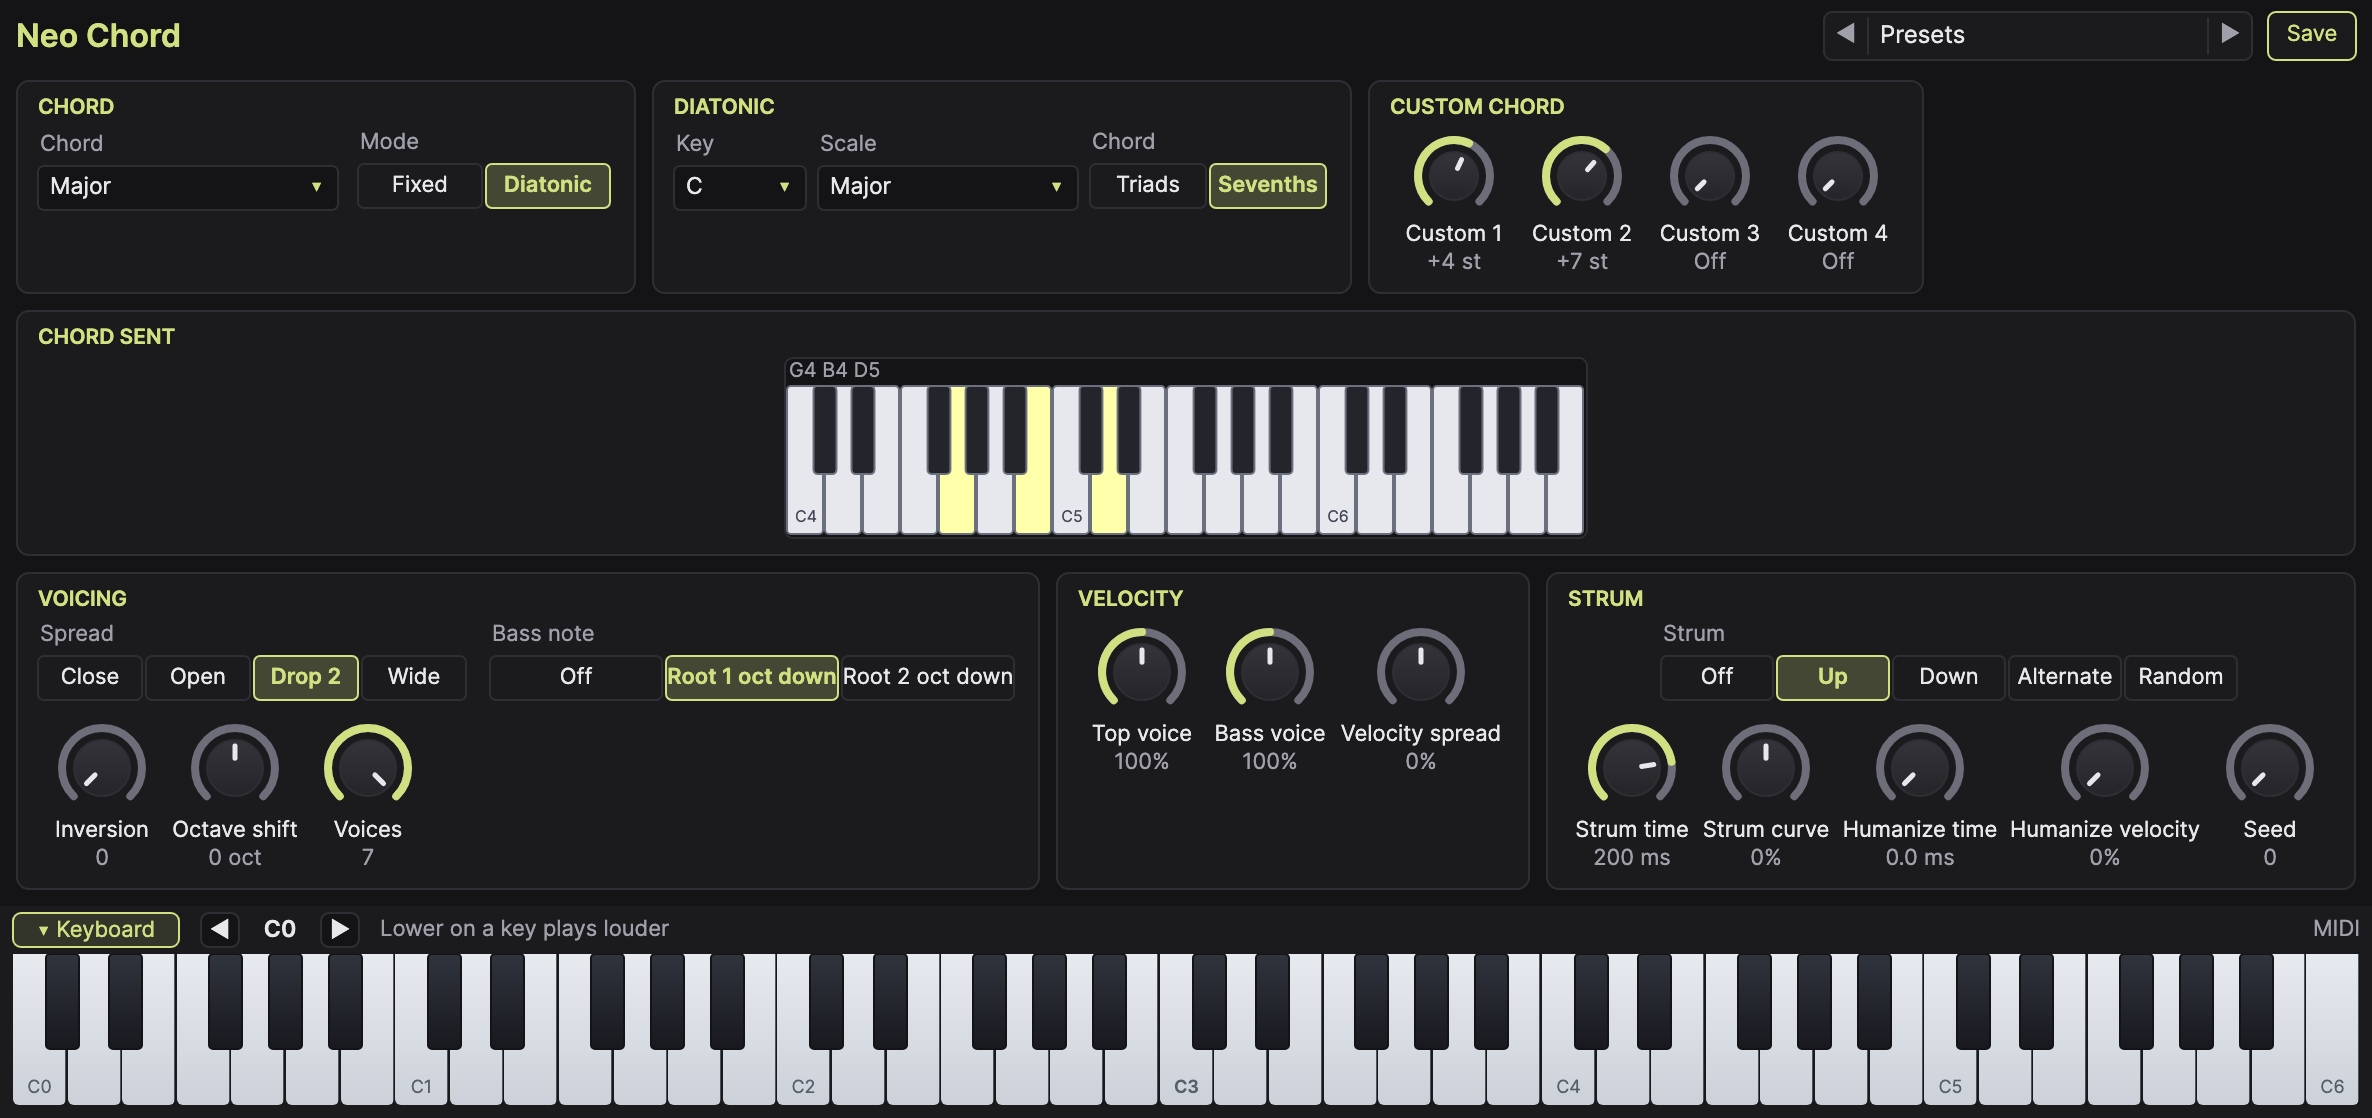 Neo Chord
Presets
Save
CHORD
Chord
Mode
Major
Fixed
Diatonic
DIATONIC
Key
Scale
Chord
C
Major
Triads
Sevenths
CUSTOM CHORD
Custom 1
Custom 2
Custom 3
Custom 4
+4 st
+7 st
Off
Off
CHORD SENT
G4 B4 D5
C4
C5
C6
VOICING
Spread
Bass note
Close
Open
Drop 2
Wide
Off
Root 1 oct down
Root 2 oct down
Inversion
Octave shift
Voices
0
0 oct
7
VELOCITY
Top voice
Bass voice
Velocity spread
100%
100%
0%
STRUM
Strum
Off
Up
Down
Alternate
Random
Strum time
Strum curve
Humanize time
Humanize velocity
Seed
200 ms
0%
0.0 ms
0%
0
Keyboard
C0
Lower on a key plays louder
MIDI
C0
C1
C2
C3
C4
C5
C6